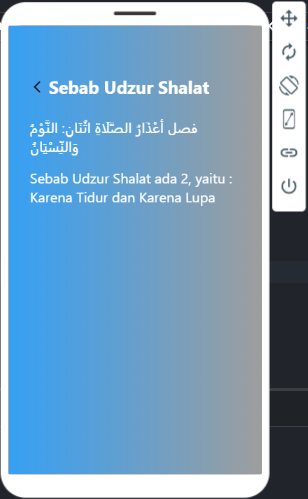 Sebab Udzur Shalat
فصل أَعْذَارُ الصَّلَاةِ اثْنَانِ: النَّوْمُ
وَالنِّسْيَانُ
Sebab Udzur Shalat ada 2, yaitu :
Karena Tidur dan Karena Lupa